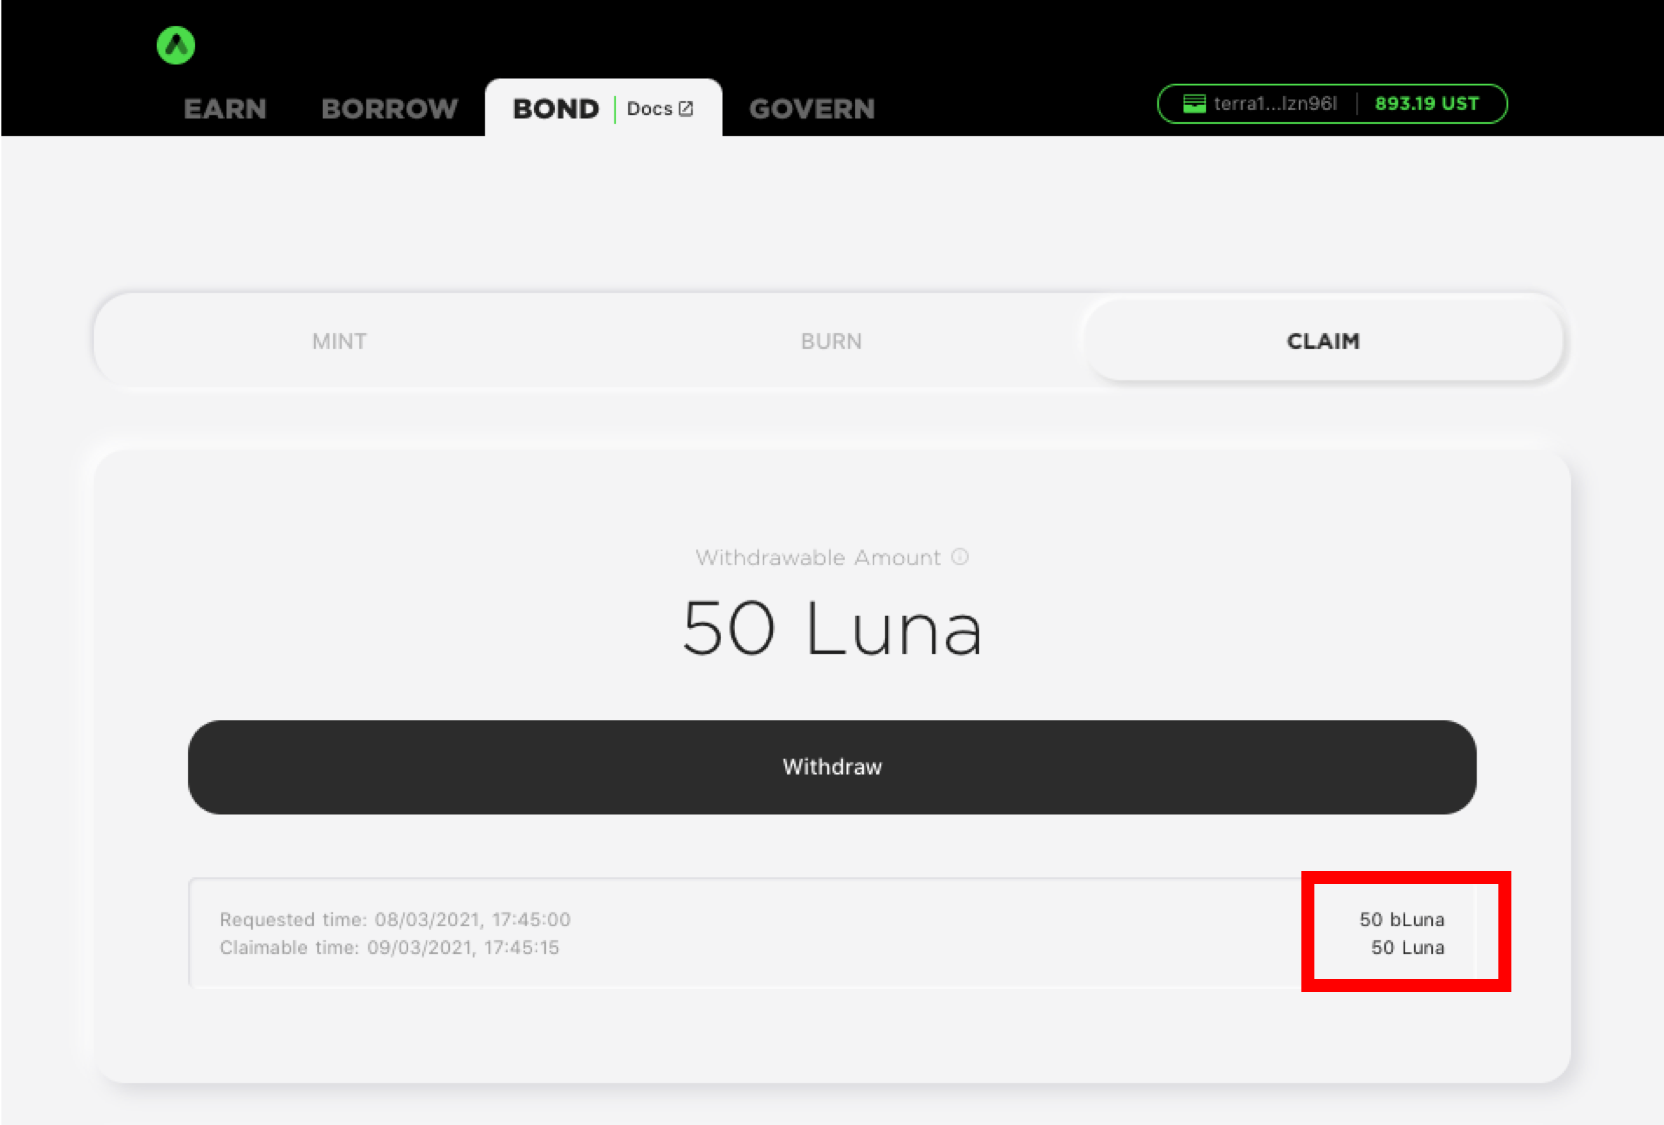 EARN BORROW BOND Docs GOVERN terra1...lzn96l 893.19 UST
MINT BURN CLAIM
Withdrawable Amount
50 Luna
Withdraw
Requested time: 08/03/2021, 17:45:00 50 bLuna
Claimable time: 09/03/2021, 17:45:15 50 Luna